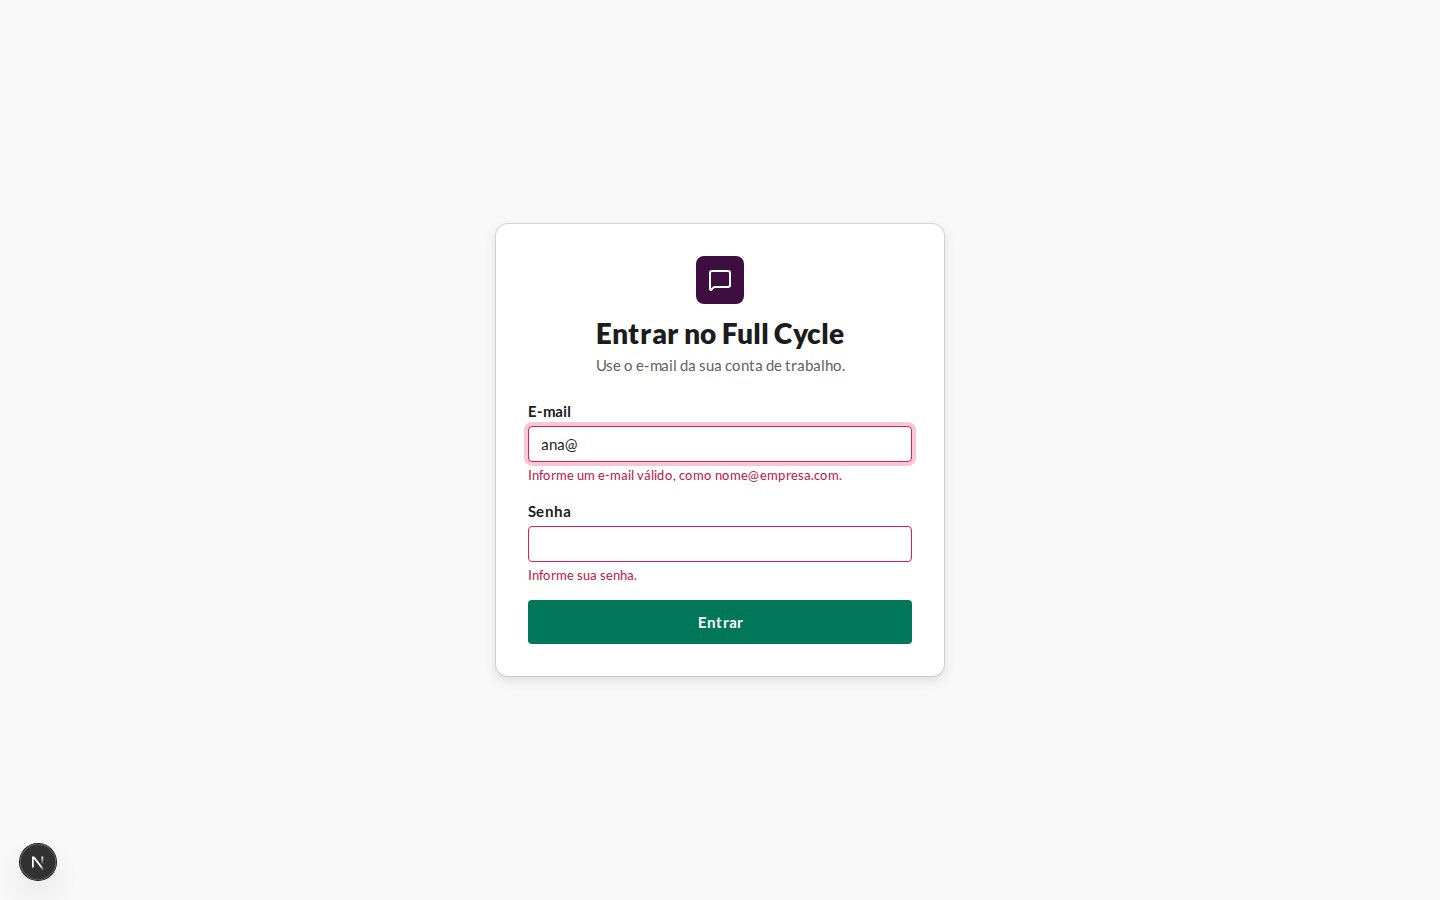 Entrar no Full Cycle
Use o e-mail da sua conta de trabalho.
E-mail
ana@
Informe um e-mail válido, como nome@empresa.com.
Senha
Informe sua senha.
Entrar
N